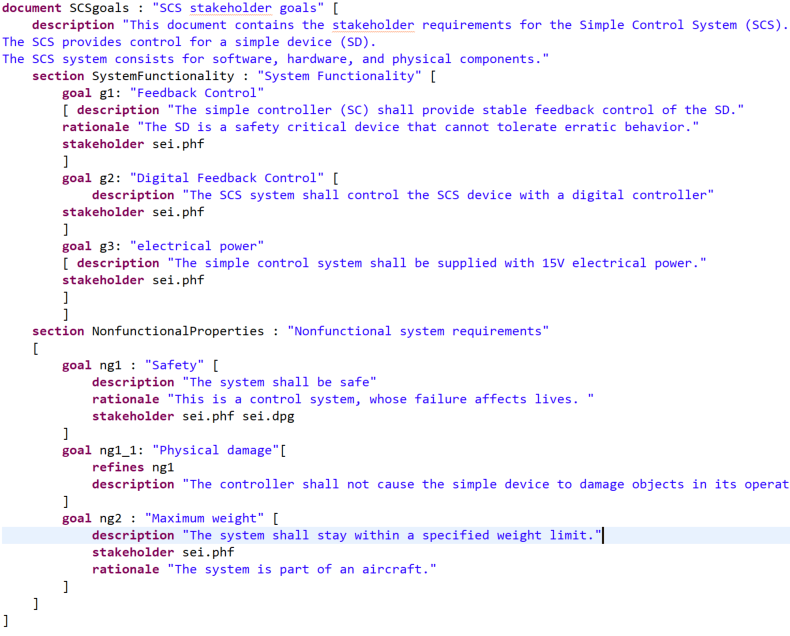 document SCSgoals : "SCS stakeholder goals" [
description "This document contains the stakeholder requirements for the Simple Control System (SCS).
The SCS provides control for a simple device (SD).
The SCS system consists for software, hardware, and physical components."
section SystemFunctionality : "System Functionality" [
goal g1: "Feedback Control"
[ description "The simple controller (SC) shall provide stable feedback control of the SD."
rationale "The SD is a safety critical device that cannot tolerate erratic behavior."
stakeholder sei.phf
]
goal g2: "Digital Feedback Control" [
description "The SCS system shall control the SCS device with a digital controller"
stakeholder sei.phf
]
goal g3: "electrical power"
[ description "The simple control system shall be supplied with 15V electrical power."
stakeholder sei.phf
]
]
section NonfunctionalProperties : "Nonfunctional system requirements"
[
goal ng1 : "Safety" [
description "The system shall be safe"
rationale "This is a control system, whose failure affects lives. "
stakeholder sei.phf sei.dpg
]
goal ng1_1: "Physical damage"[
refines ng1
description "The controller shall not cause the simple device to damage objects in its operat
]
goal ng2 : "Maximum weight" [
description "The system shall stay within a specified weight limit."
stakeholder sei.phf
rationale "The system is part of an aircraft."
]
]
]